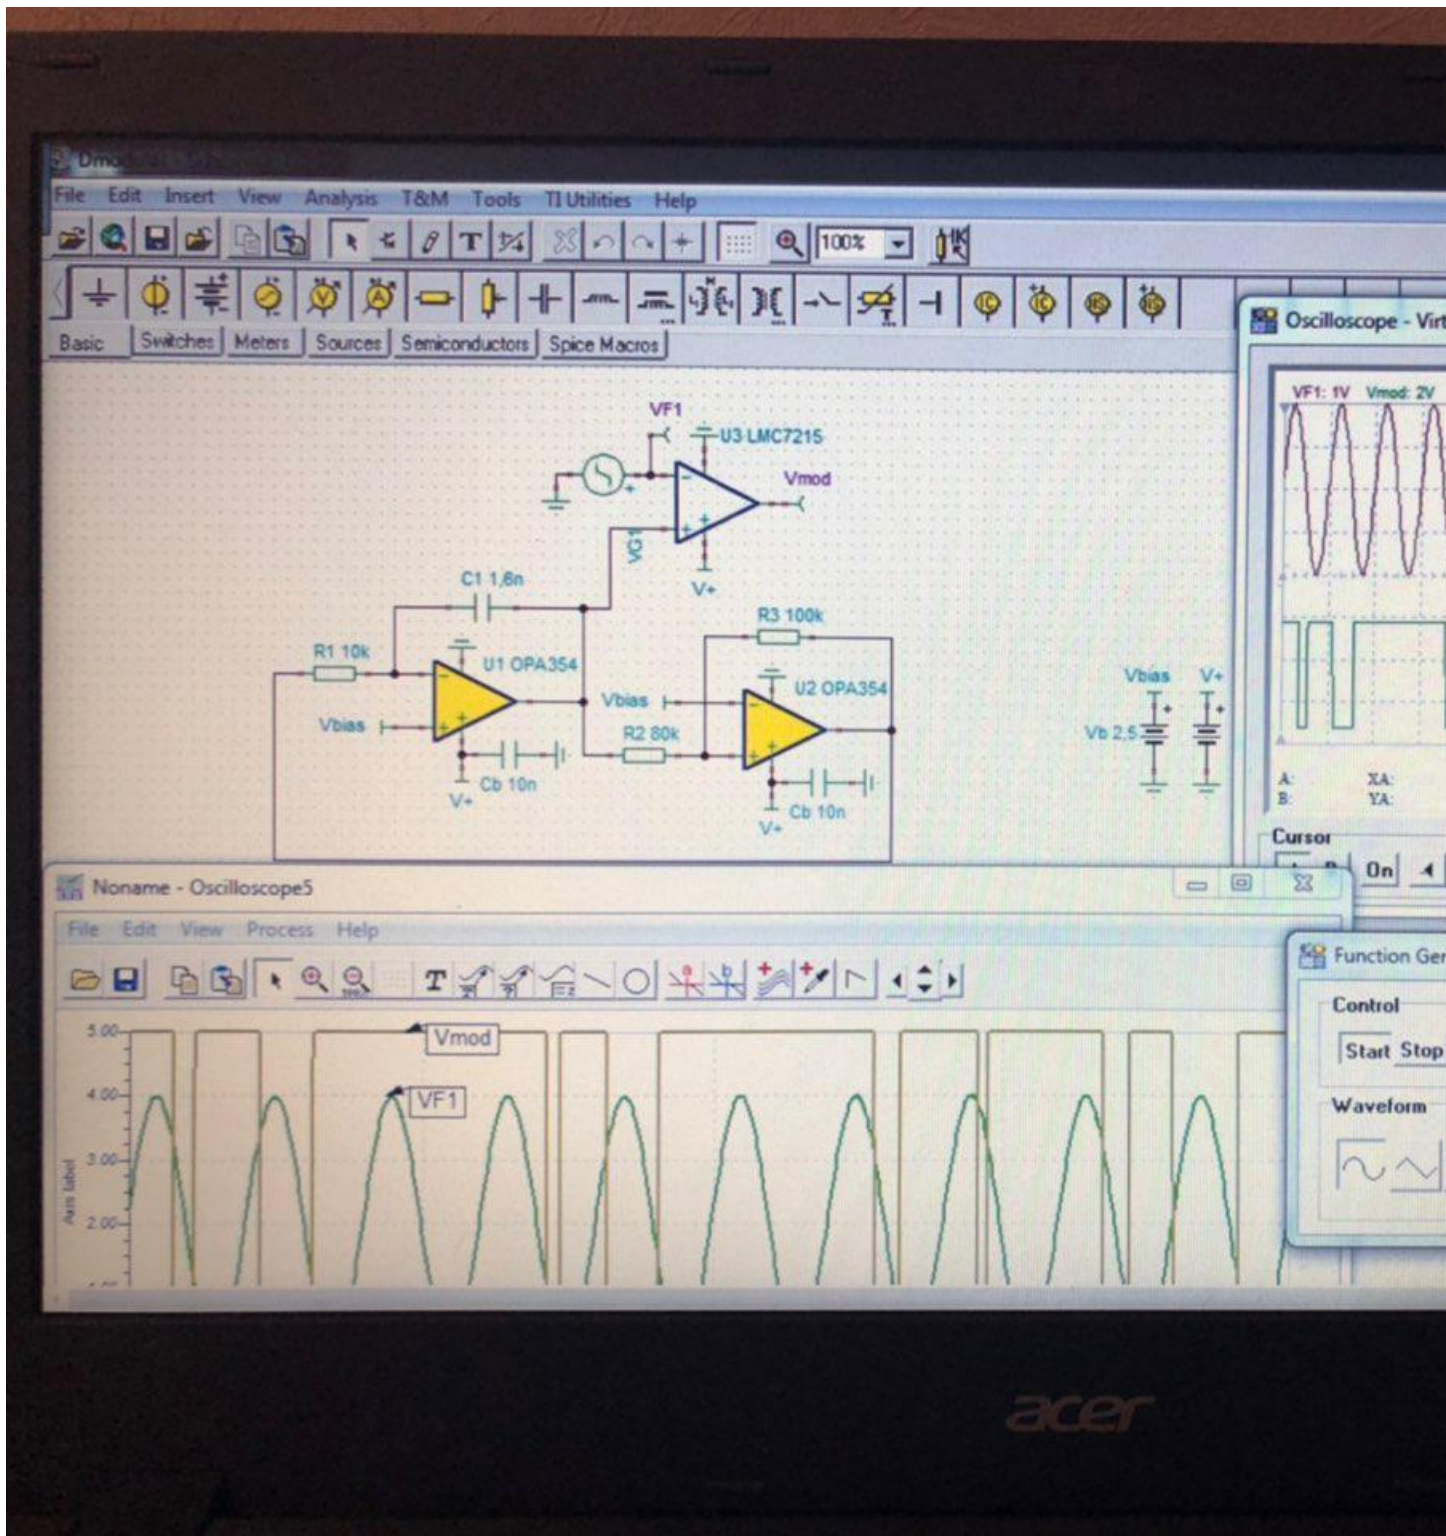 File Edit Insert View Analysis T&M Tools TI Utilities Help
T
100%
Basic Switches Meters Sources Semiconductors Spice Macros
Oscilloscope - Virt
VF1: 1V Vmod: 2V
VF1
U3 LMC7215
Vmod
VG1
V+
C1 1,6n
R1 10k
U1 OPA354
Vbias
Cb 10n
V+
R3 100k
U2 OPA354
Vbias
R2 80k
Cb 10n
V+
Vbias V+
Vb 2,5
A: XA:
B: YA:
Cursor
On
Noname - Oscilloscope5
File Edit View Process Help
T
Function Gen
Control
Start Stop
Waveform
5.00
4.00
3.00
2.00
Axis label
Vmod
VF1
acer